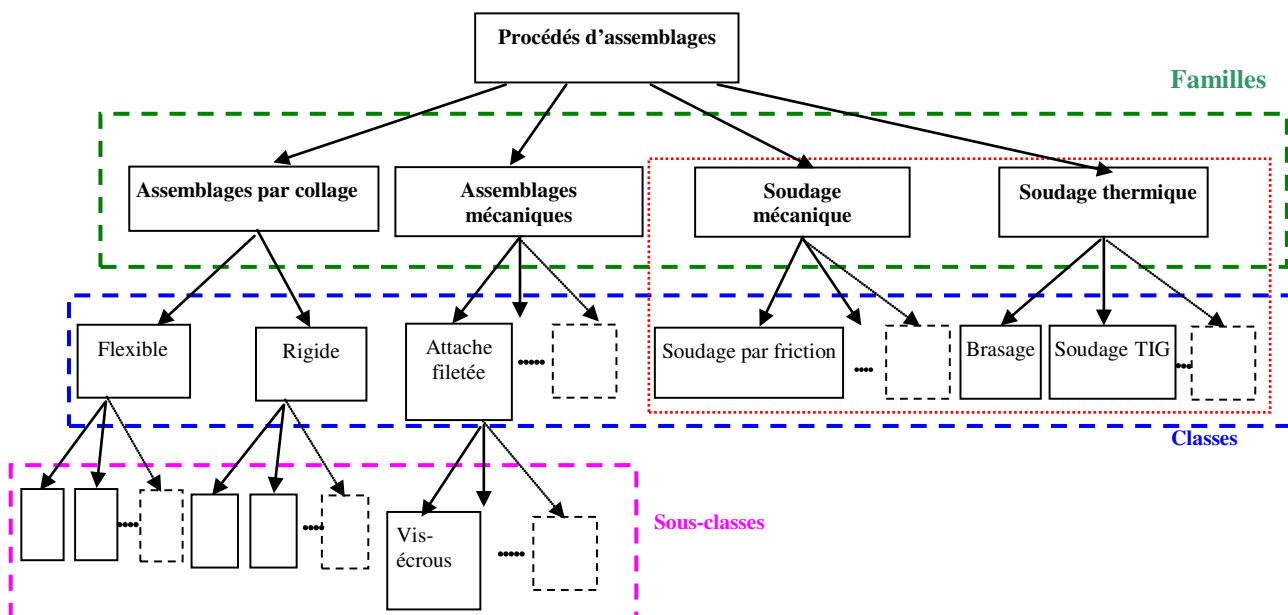 Procédés d'assemblages
Familles
Assemblages par collage
Assemblages
mécaniques
Soudage
mécanique
Soudage thermique
Flexible
Rigide
Attache
filetée
Soudage par friction
Brasage
Soudage TIG
Classes
Sous-classes
Vis-
écrous